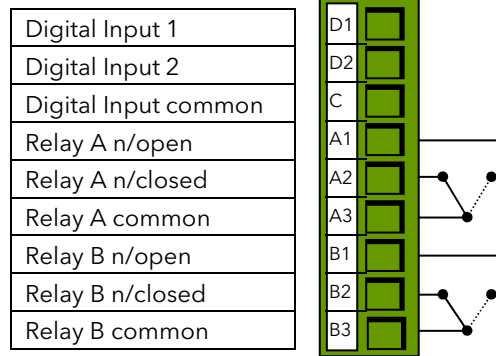 Digital Input 1 D1
Digital Input 2 D2
Digital Input common C
Relay A n/open A1
Relay A n/closed A2
Relay A common A3
Relay B n/open B1
Relay B n/closed B2
Relay B common B3